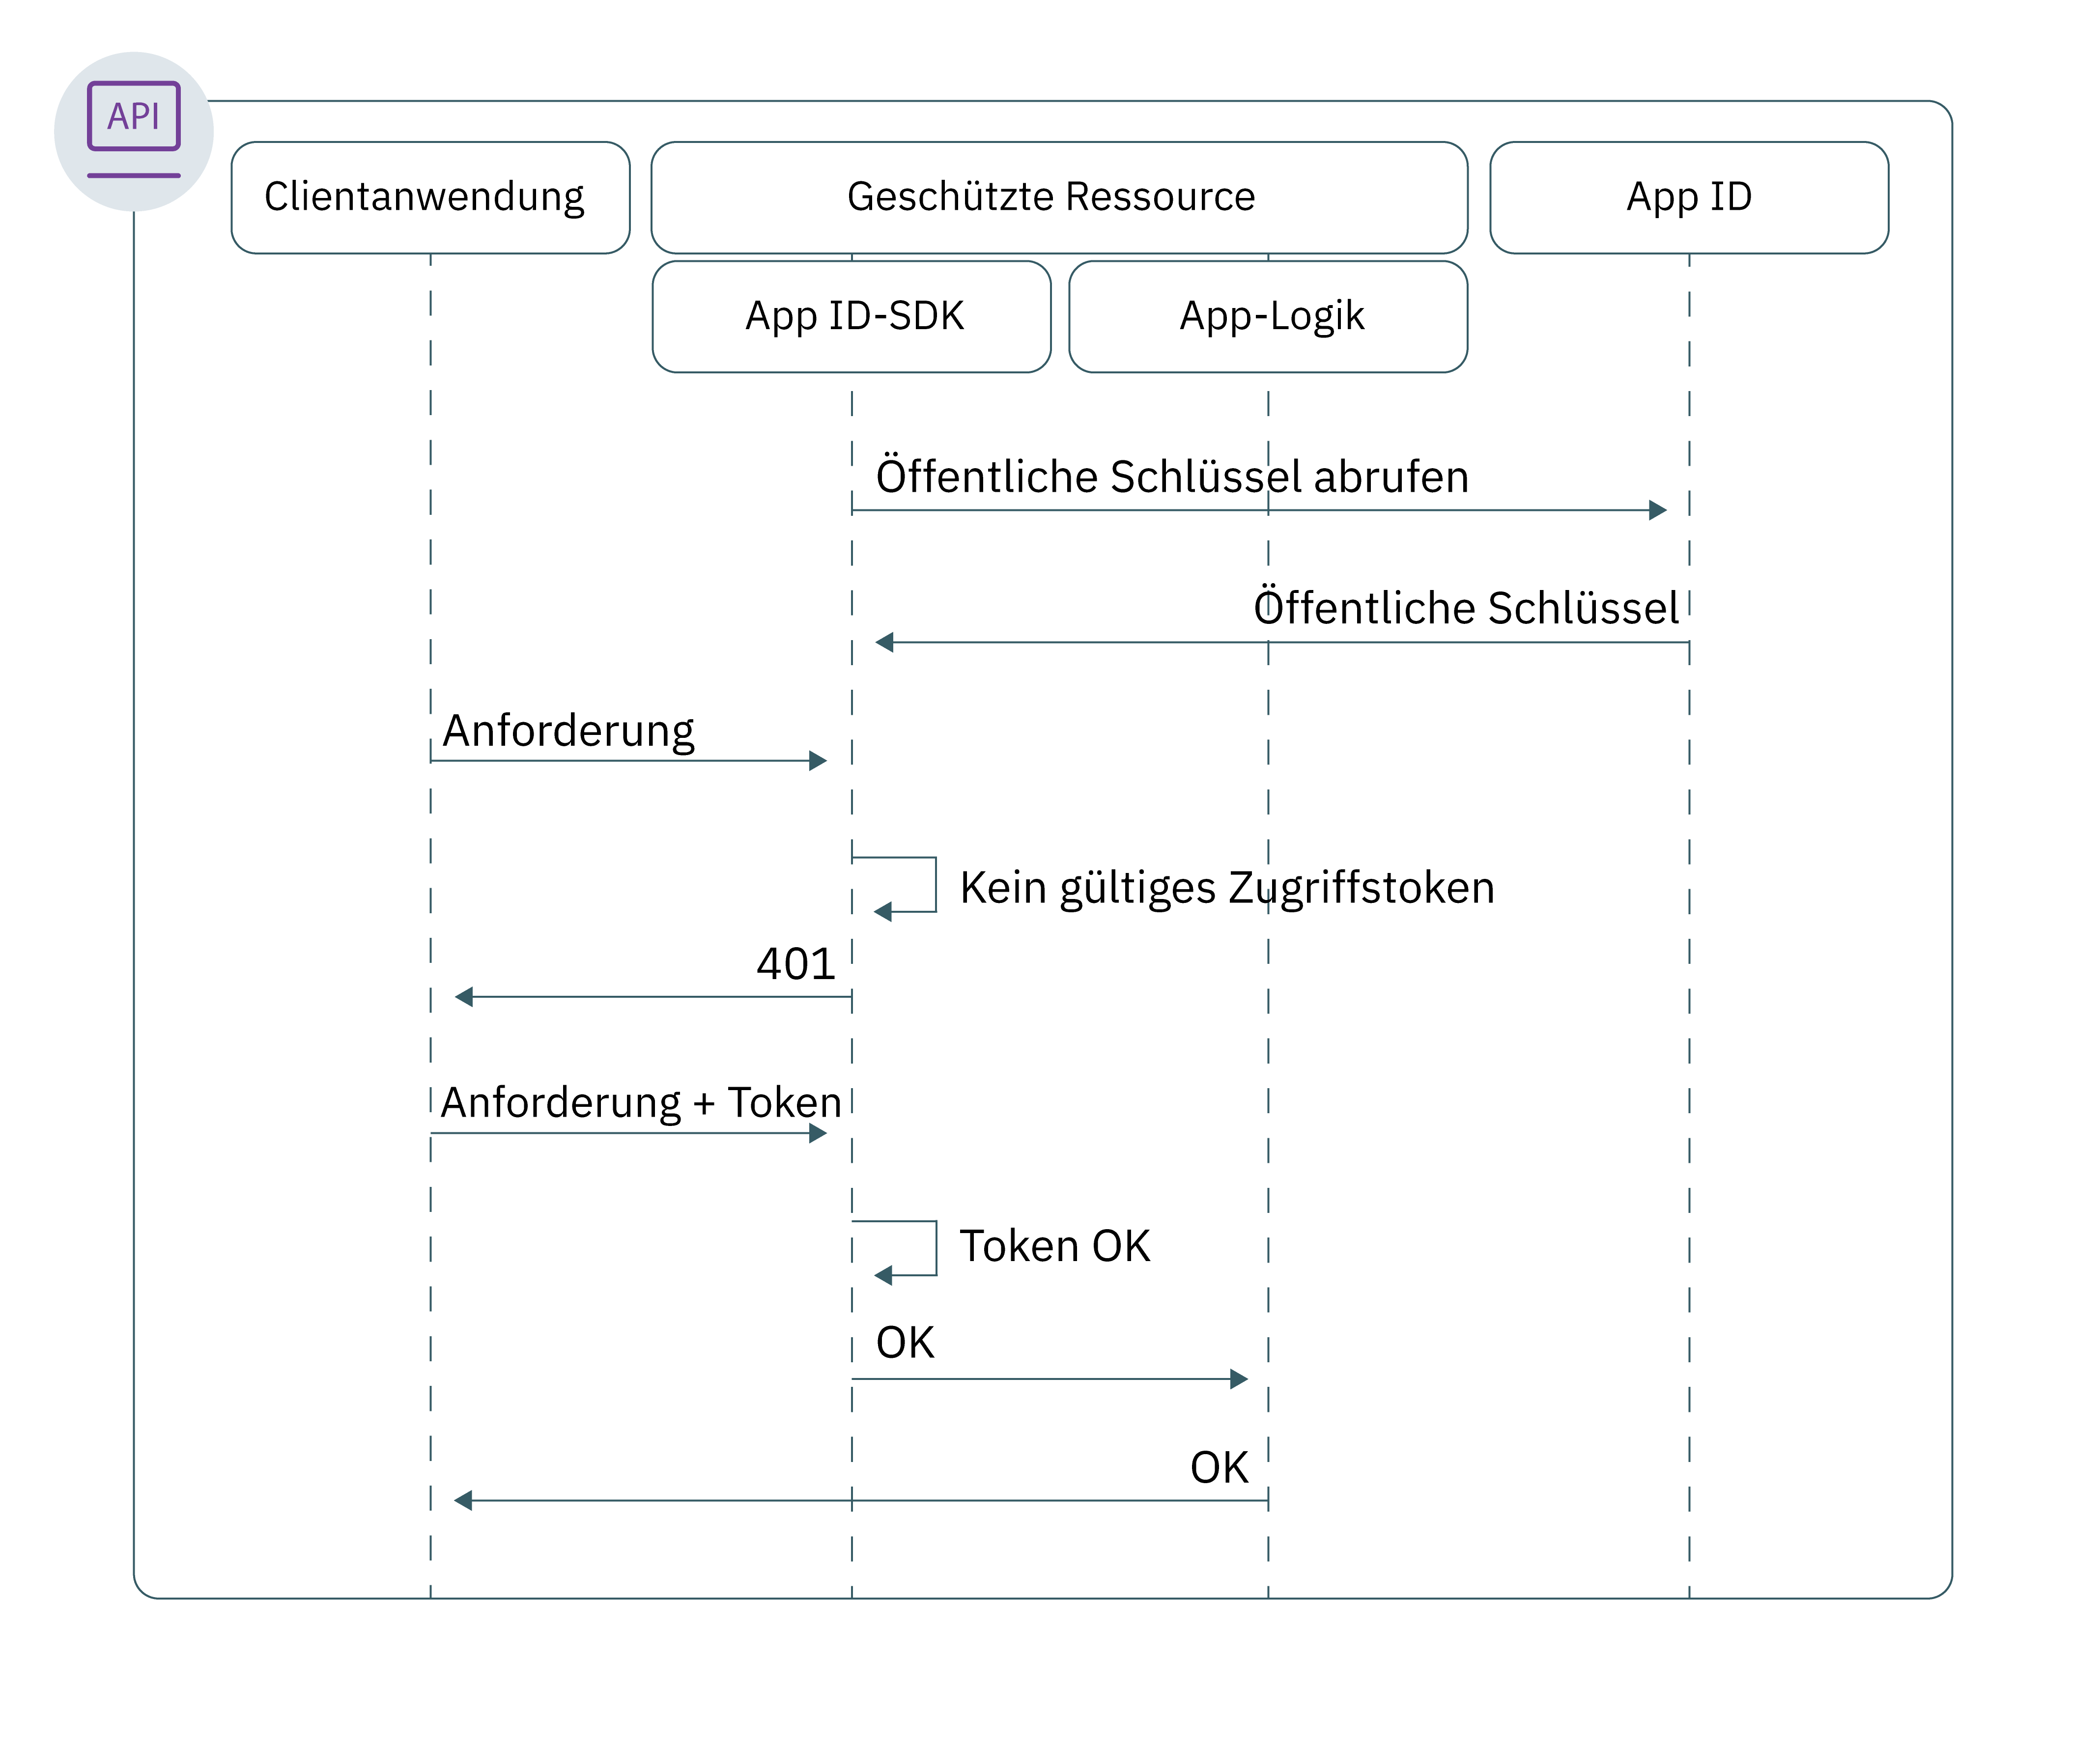 API
Clientanwendung
Geschützte Ressource
App ID
App ID-SDK
App-Logik
Öffentliche Schlüssel abrufen
Öffentliche Schlüssel
Anforderung
Kein gültiges Zugriffstoken
401
Anforderung + Token
Token OK
OK
OK